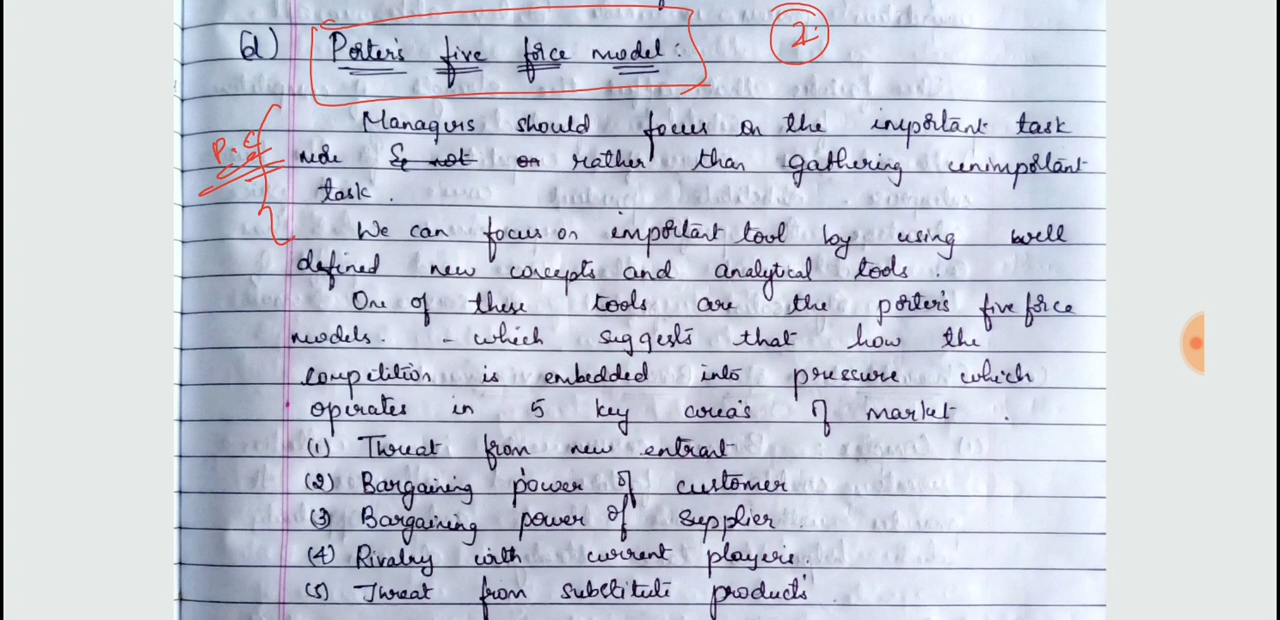 (d) Porter's five force model : 2.
Managers should focus on the important task
P.S
rather than gathering unimportant
task.
We can focus on important tool by using well
defined new concepts and analytical tools.
One of these tools are the porter's five force
models. - which suggests that how the
competition is embedded into pressure which
operates in 5 key area's of market.
(1) Threat from new entrant
(2) Bargaining power of customer
(3) Bargaining power of supplier
(4) Rivalry with current players.
(5) Threat from substitute products